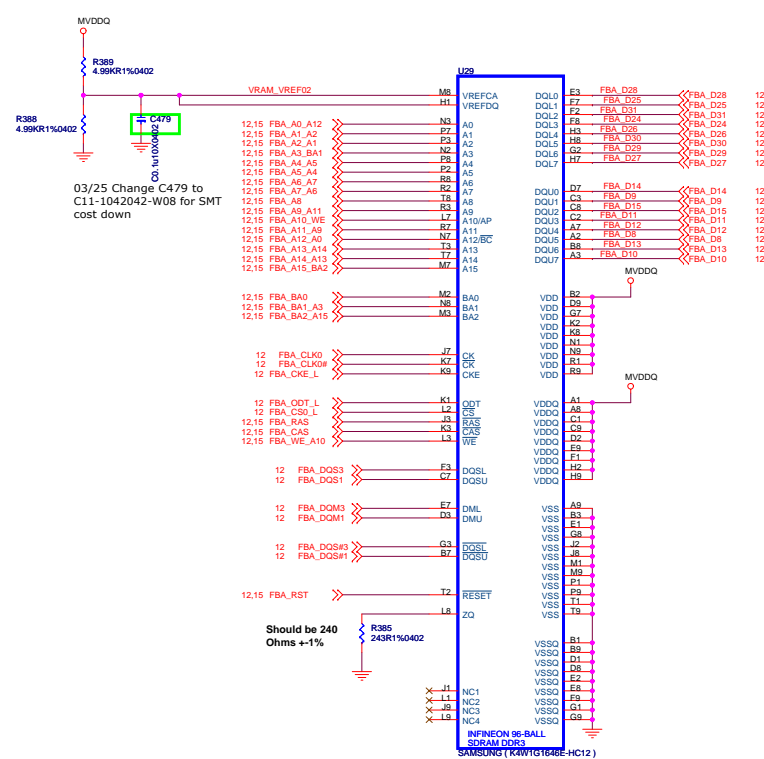 MVDDQ
R389
4.99KR1%0402
VRAM_VREF02
R388
4.99KR1%0402
C479
C0.1u10X0402
03/25 Change C479 to
C11-1042042-W08 for SMT
cost down
U29
M8 VREFCA
H1 VREFDQ
12,15 FBA_A0_A12 N3 A0
12,15 FBA_A1_A2 P7 A1
12,15 FBA_A2_A1 P3 A2
12,15 FBA_A3_BA1 N2 A3
12,15 FBA_A4_A5 P8 A4
12,15 FBA_A5_A4 P2 A5
12,15 FBA_A6_A7 R8 A6
12,15 FBA_A7_A6 R2 A7
12,15 FBA_A8 T8 A8
12,15 FBA_A9_A11 R3 A9
12,15 FBA_A10_WE L7 A10/AP
12,15 FBA_A11_A9 R7 A11
12,15 FBA_A12_A0 N7 A12/BC
12,15 FBA_A13_A14 T3 A13
12,15 FBA_A14_A13 T7 A14
12,15 FBA_A15_BA2 M7 A15
12,15 FBA_BA0 M2 BA0
12,15 FBA_BA1_A3 N8 BA1
12,15 FBA_BA2_A15 M3 BA2
12 FBA_CLK0 J7 CK
12 FBA_CLK0# K7 CK
12 FBA_CKE_L K9 CKE
12,15 FBA_ODT_L K1 ODT
12 FBA_CS0_L L2 CS
12,15 FBA_RAS J3 RAS
12,15 FBA_CAS K3 CAS
12,15 FBA_WE_A10 L3 WE
12 FBA_DQS3 F3 DQSL
12 FBA_DQS1 C7 DQSU
12 FBA_DQM3 E7 DML
12 FBA_DQM1 D3 DMU
12 FBA_DQS#3 G3 DQSL
12 FBA_DQS#1 B7 DQSU
12,15 FBA_RST T2 RESET
L8 ZQ
Should be 240
Ohms +-1%
R385
243R1%0402
J1 NC1
L1 NC2
J9 NC3
L9 NC4
DQL0 E3 FBA_D28 FBA_D28 12
DQL1 F7 FBA_D25 FBA_D25 12
DQL2 F2 FBA_D31 FBA_D31 12
DQL3 F8 FBA_D24 FBA_D24 12
DQL4 H3 FBA_D26 FBA_D26 12
DQL5 H8 FBA_D30 FBA_D30 12
DQL6 G2 FBA_D29 FBA_D29 12
DQL7 H7 FBA_D27 FBA_D27 12
DQU0 D7 FBA_D14 FBA_D14 12
DQU1 C3 FBA_D9 FBA_D9 12
DQU2 C8 FBA_D15 FBA_D15 12
DQU3 C2 FBA_D11 FBA_D11 12
DQU4 A7 FBA_D12 FBA_D12 12
DQU5 A2 FBA_D8 FBA_D8 12
DQU6 B8 FBA_D13 FBA_D13 12
DQU7 A3 FBA_D10 FBA_D10 12
MVDDQ
VDD B2
VDD D9
VDD G7
VDD K2
VDD K8
VDD N1
VDD N9
VDD R1
VDD R9
MVDDQ
VDDQ A1
VDDQ A8
VDDQ C1
VDDQ C9
VDDQ D2
VDDQ E9
VDDQ F1
VDDQ H2
VDDQ H9
VSS A9
VSS B3
VSS E1
VSS G8
VSS J2
VSS J8
VSS M1
VSS M9
VSS P1
VSS P9
VSS T1
VSS T9
VSSQ B1
VSSQ B9
VSSQ D1
VSSQ D8
VSSQ E2
VSSQ E8
VSSQ F9
VSSQ G1
VSSQ G9
INFINEON 96-BALL
SDRAM DDR3
SAMSUNG ( K4W1G1646E-HC12 )